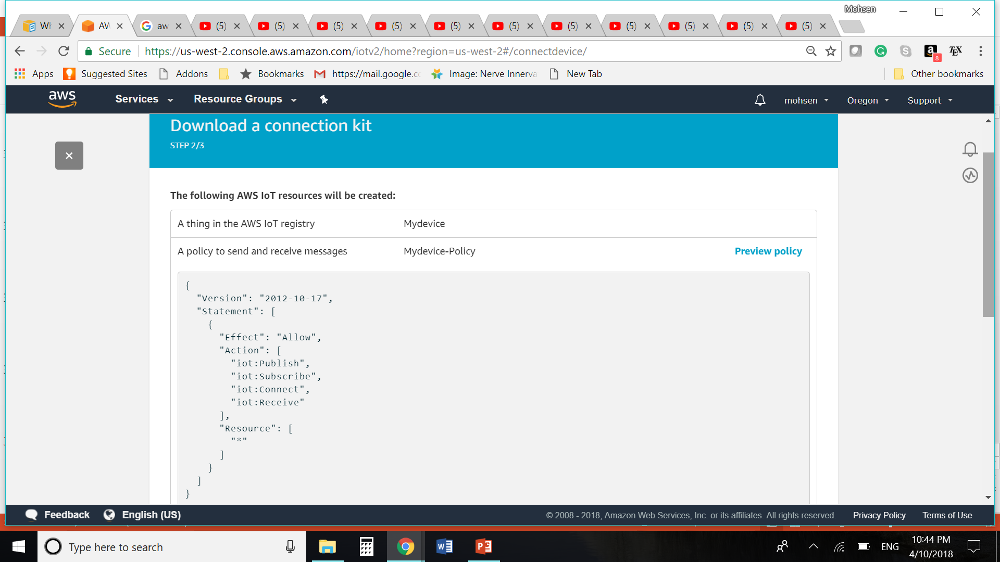 Mohsen
Wh
AW
aw
(5)
(5)
(5)
(5)
(5)
(5)
(5)
(5)
(5)
(5)
(5)
Secure
https://us-west-2.console.aws.amazon.com/iotv2/home?region=us-west-2#/connectdevice/
8
Apps
Suggested Sites
Addons
Bookmarks
https://mail.google.co
Image: Nerve Innerva
New Tab
Other bookmarks
aws
Services
Resource Groups
mohsen
Oregon
Support
Download a connection kit
STEP 2/3
The following AWS IoT resources will be created:
A thing in the AWS IoT registry
Mydevice
A policy to send and receive messages
Mydevice-Policy
Preview policy
{
"Version": "2012-10-17",
"Statement": [
{
"Effect": "Allow",
"Action": [
"iot:Publish",
"iot:Subscribe",
"iot:Connect",
"iot:Receive"
],
"Resource": [
"*"
]
}
]
}
Feedback
English (US)
© 2008 - 2018, Amazon Web Services, Inc. or its affiliates. All rights reserved.
Privacy Policy
Terms of Use
Type here to search
ENG
10:44 PM
4/10/2018